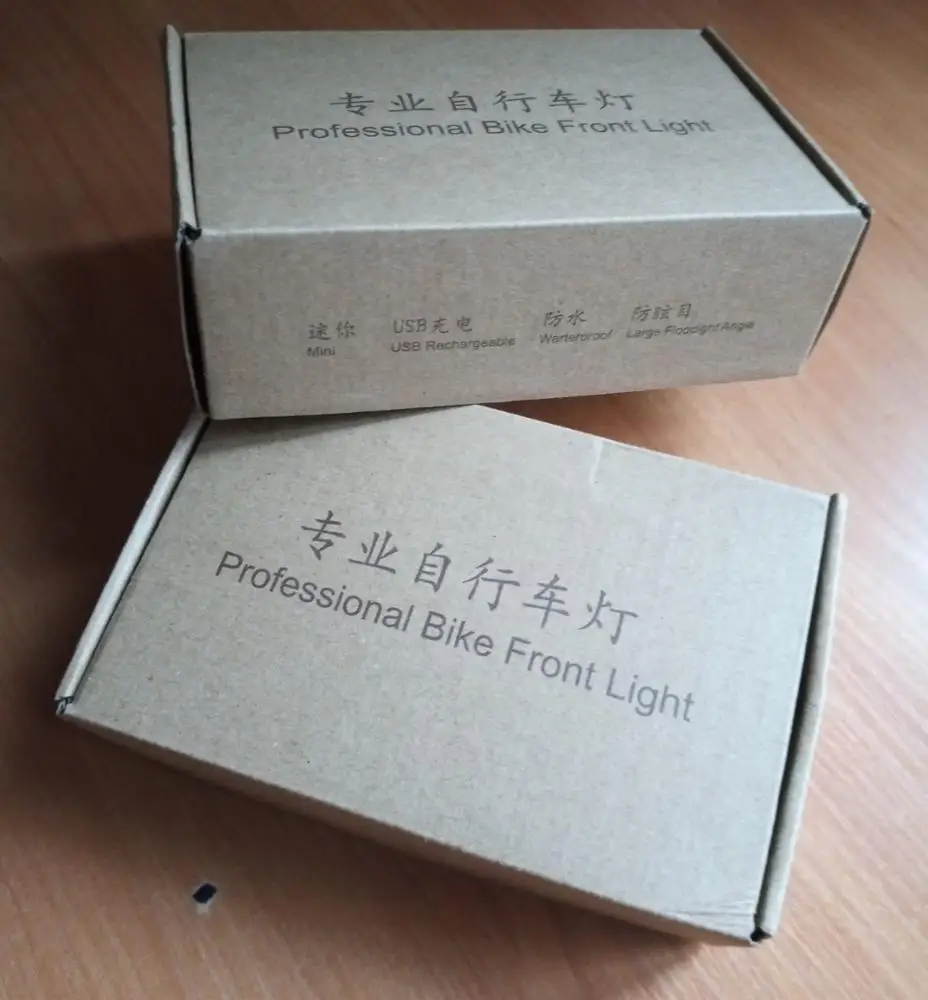 专业自行车灯
Professional Bike Front Light
迷你 USB充电 防水 防眩目
Mini USB Rechargeable Warterproof Large Floodlight Angle
专业自行车灯
Professional Bike Front Light